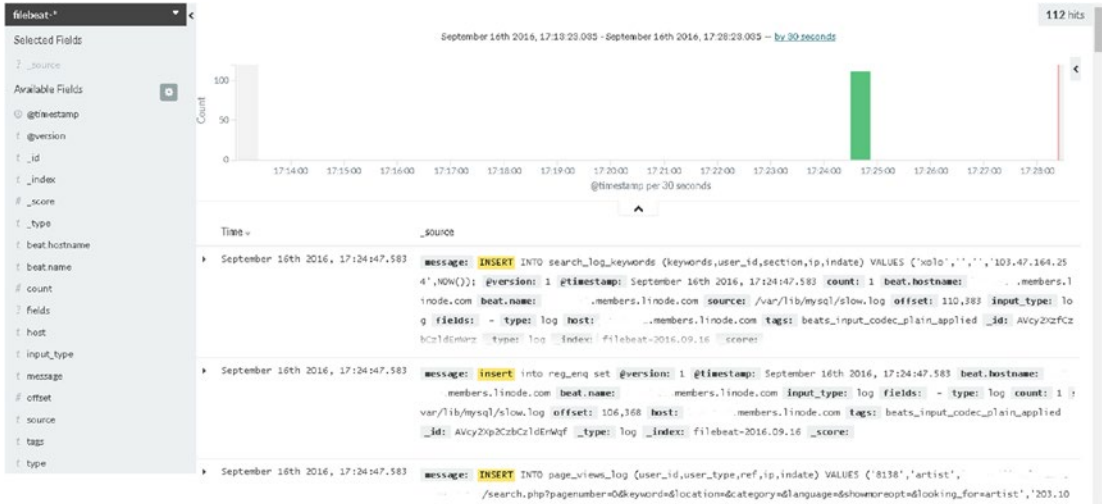 filebeat-*
112 hits
Selected Fields
? _source
Available Fields
@timestamp
t @version
t _id
t _index
# _score
t _type
t beat.hostname
t beat.name
# count
? fields
t host
t input_type
t message
# offset
t source
t tags
t type
September 16th 2016, 17:13:23.035 - September 16th 2016, 17:28:23.035 — by 30 seconds
Count
100
50
0
17:14:00 17:15:00 17:16:00 17:17:00 17:18:00 17:19:00 17:20:00 17:21:00 17:22:00 17:23:00 17:24:00 17:25:00 17:26:00 17:27:00 17:28:00
@timestamp per 30 seconds
Time _source
September 16th 2016, 17:24:47.583 message: INSERT INTO search_log_keywords (keywords,user_id,section,ip,indate) VALUES ('xolo','','','103.47.164.25
4',NOW()); @version: 1 @timestamp: September 16th 2016, 17:24:47.583 count: 1 beat.hostname: .members.l
inode.com beat.name: .members.linode.com source: /var/lib/mysql/slow.log offset: 110,383 input_type: lo
g fields: - type: log host: .members.linode.com tags: beats_input_codec_plain_applied _id:
type: log _index: filebeat-2016.09.16 _score:
September 16th 2016, 17:24:47.583 message: insert into reg_enq set @version: 1 @timestamp: September 16th 2016, 17:24:47.583 beat.hostname:
.members.linode.com beat.name: .members.linode.com input_type: log fields: - type: log count: 1
var/lib/mysql/slow.log offset: 106,368 host: .members.linode.com tags: beats_input_codec_plain_applied
_id: AVcy2Xp2CzbCzldEnWqf _type: log _index: filebeat-2016.09.16 _score:
September 16th 2016, 17:24:47.583 message: INSERT INTO page_views_log (user_id,user_type,ref,ip,indate) VALUES ('8138','artist','
/search.php?pagenumber=0&keyword=&location=&category=&language=&showmoreopt=&looking_for=artist','203.10